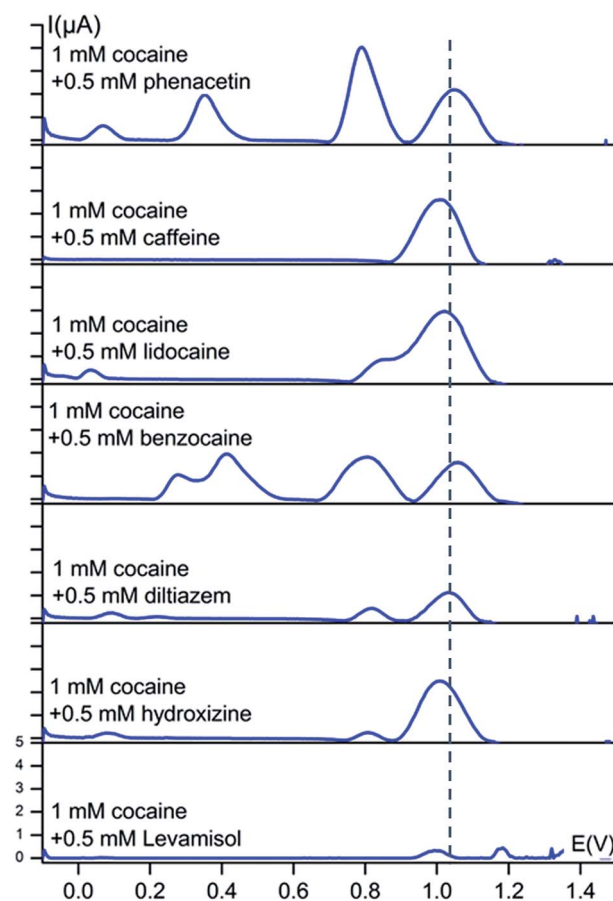 I(μA)
1 mM cocaine
+0.5 mM phenacetin
1 mM cocaine
+0.5 mM caffeine
1 mM cocaine
+0.5 mM lidocaine
1 mM cocaine
+0.5 mM benzocaine
1 mM cocaine
+0.5 mM diltiazem
1 mM cocaine
+0.5 mM hydroxizine
5
4
3
2
1
0
1 mM cocaine
+0.5 mM Levamisol
E(V)
0.0 0.2 0.4 0.6 0.8 1.0 1.2 1.4